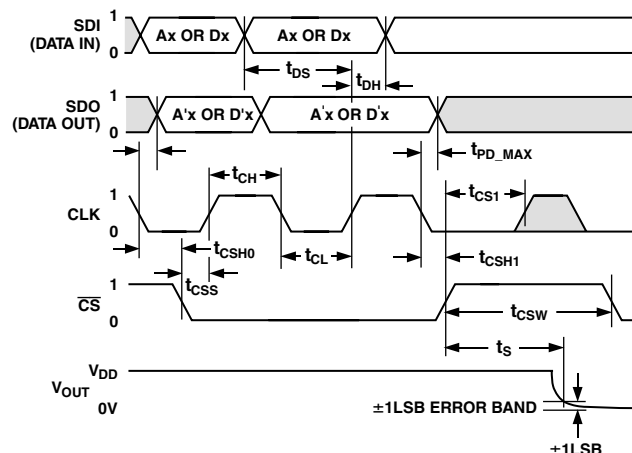 SDI
(DATA IN)
1
0
Ax OR Dx
Ax OR Dx
tDS
tDH
SDO
(DATA OUT)
1
0
A'x OR D'x
A'x OR D'x
tPD_MAX
tCH
tCS1
CLK
1
0
tCSH0
tCL
tCSH1
tCSS
CS
1
0
tCSW
tS
VDD
VOUT
0V
±1LSB ERROR BAND
±1LSB